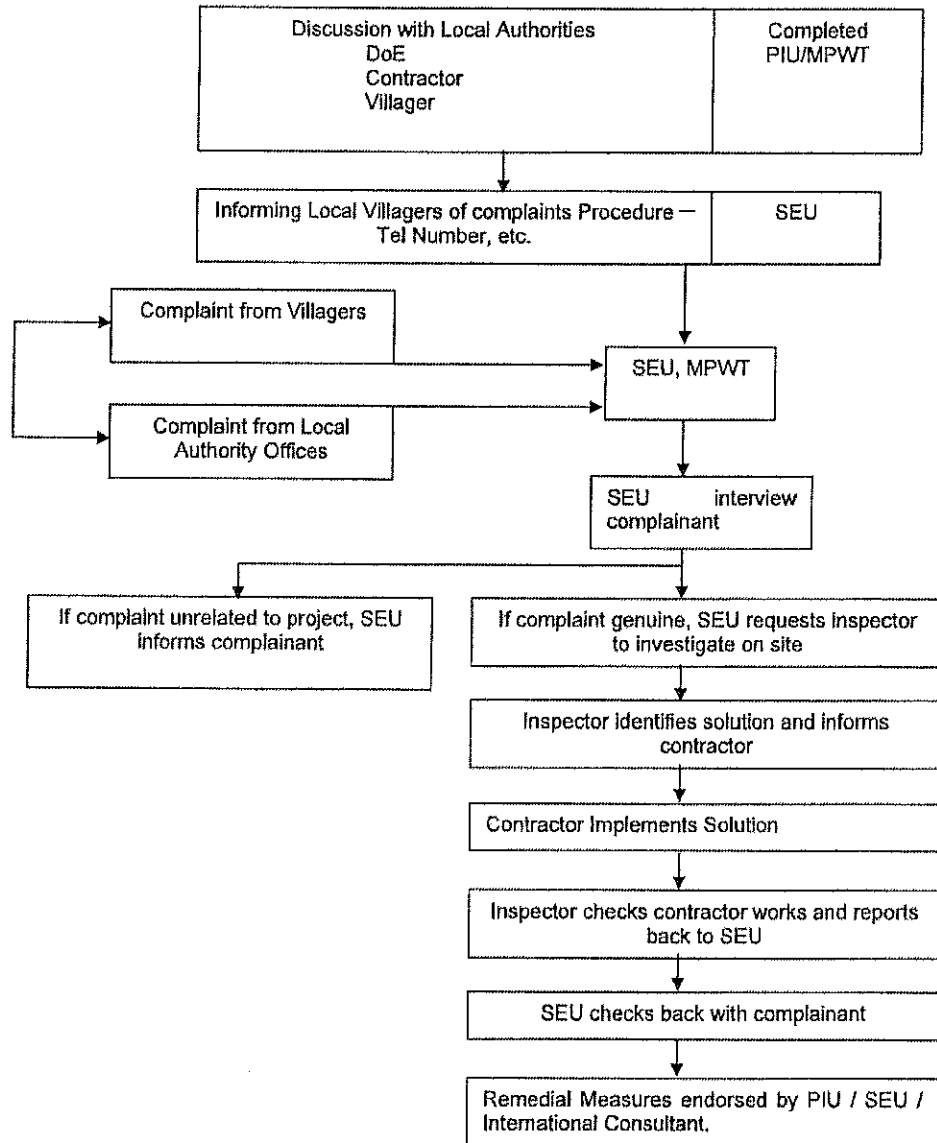 Discussion with Local Authorities
DoE
Contractor
Villager
Completed
PIU/MPWT
Informing Local Villagers of complaints Procedure —
Tel Number, etc.
SEU
Complaint from Villagers
SEU, MPWT
Complaint from Local
Authority Offices
SEU interview
complainant
If complaint unrelated to project, SEU
informs complainant
If complaint genuine, SEU requests inspector
to investigate on site
Inspector identifies solution and informs
contractor
Contractor Implements Solution
Inspector checks contractor works and reports
back to SEU
SEU checks back with complainant
Remedial Measures endorsed by PIU / SEU /
International Consultant.